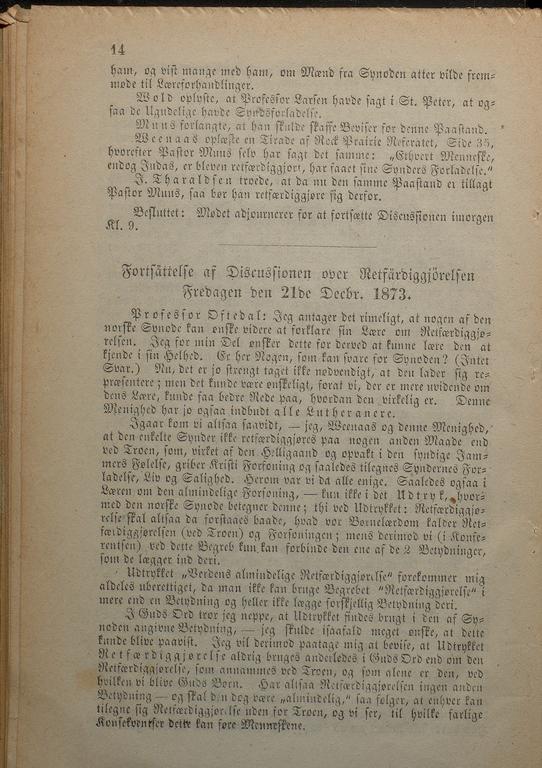 14
ham, og vist mange med ham, om Mænd fra Synoden atter vilde frem-
møde til Læreforhandlinger.
Wold oplyste, at Professor Larsen havde sagt i St. Peter, at og-
saa de Ugudelige havde Syndsforladelse.
Muus forlangte, at han skulde skaffe Beviser for denne Paastand.
Weenaas oplæste en Tirade af Rock Prairie Referatet, Side 35,
hvorefter Pastor Muus selv har sagt det samme: „Ethvert Menneske,
endog Judas, er bleven retfærdiggjort, har faaet sine Synders Forladelse."
J. Tharaldsen troede, at da nu den samme Paastand er tillagt
Pastor Muus, saa bør han retfærdiggjøre sig derfor.
Besluttet: Mødet adjournerer for at fortsætte Discussionen imorgen
Kl. 9.
Fortsättelse af Discussionen over Retfärdiggjörelsen
Fredagen den 21de Decbr. 1873.
Professor Oftedal: Jeg antager det rimeligt, at nogen af den
norske Synode kan ønske videre at forklare sin Lære om Retfærdiggjø-
relsen. Jeg for min Del ønsker dette for derved at kunne lære den at
kjende i sin Helhed. Er her Nogen, som kan svare for Synoden? (Intet
Svar.) Nu, det er jo strengt taget ikke nødvendigt, at den lader sig re-
præsentere; men det kunde være ønskeligt, forat vi, der er mere uvidende om
dens Lære, kunde faa bedre Rede paa, hvordan den virkelig er. Denne
Menighed har jo ogsaa indbudt alle Lutheranere.
Igaar kom vi altsaa saavidt, — jeg, Weenaas og denne Menighed,
at den enkelte Synder ikke retfærdiggjøres paa nogen anden Maade end
ved Troen, som, virket af den Helligaand og opvakt i den syndige Jam-
mers Følelse, griber Kristi Forsoning og saaledes tilegnes Syndernes For-
ladelse, Liv og Salighed. Herom var vi da alle enige. Saaledes ogsaa i
Læren om den almindelige Forsoning, — kun ikke i det Udtryk, hvor-
med den norske Synode betegner denne; thi ved Udtrykket: Retfærdiggjø-
relse skal altsaa da forstaaes baade, hvad vor Børnelærdom kalder Ret-
færdiggjørelsen (ved Troen) og Forsoningen; mens derimod vi (i Konfe-
rentsen) ved dette Begreb kun kan forbinde den ene af de 2 Betydninger,
som de lægger ind deri.
Udtrykket „Verdens almindelige Retfærdiggjørelse" forekommer mig
aldeles uberettiget, da man ikke kan bruge Begrebet "Retfærdiggjørelse" i
mere end en Betydning og heller ikke lægge forskjellig Betydning deri.
I Guds Ord tror jeg neppe, at Udtrykket findes brugt i den af Sy-
noden angivne Betydning, — jeg skulde isaafald meget ønske, at dette
kunde blive paavist. Jeg vil derimod paatage mig at bevise, at Udtrykket
Retfærdiggjørelse aldrig bruges anderledes i Guds Ord end om den
Retfærdiggjørelse, som annammes ved Troen, og som alene er den, ved
hvilken vi blive Guds Børn. Har altsaa Retfærdiggjørelsen ingen anden
Betydning — og skal den dog være „almindelig," saa følger, at enhver kan
tilegne sig Retfærdiggjørelse uden for Troen, og vi ser, til hvilke farlige
Konsekventser dette kan føre Menneskene.